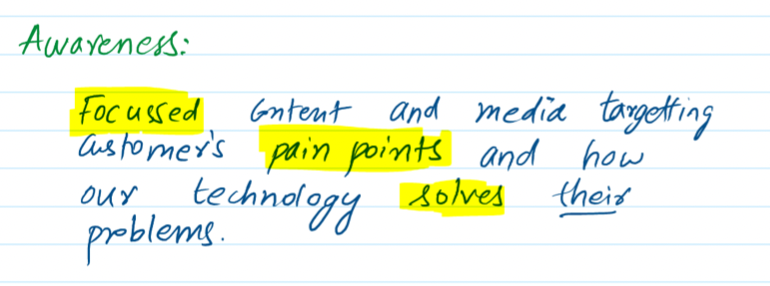 Awareness:
Focussed Content and media targetting
customer's pain points and how
our technology solves their
problems.